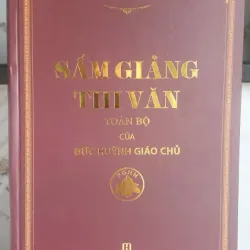 SẤM GIẢNG
THI VĂN
TOÀN BỘ
CỦA
ĐỨC HUỲNH GIÁO CHỦ
P.G.H.H